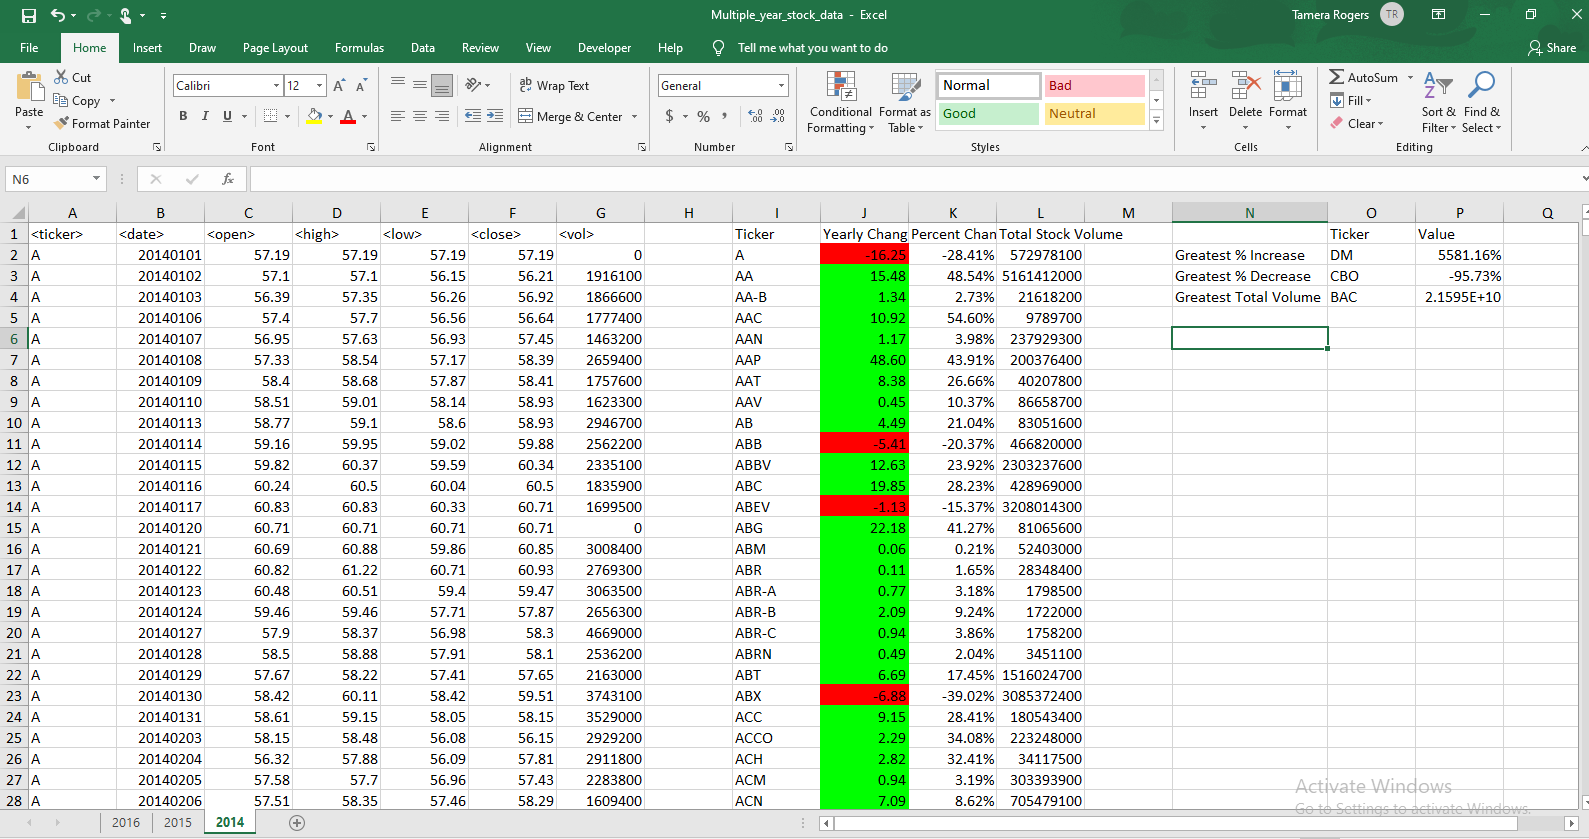 Multiple_year_stock_data - Excel
Tamera Rogers TR
File Home Insert Draw Page Layout Formulas Data Review View Developer Help Tell me what you want to do Share
Paste
Cut
Copy
Format Painter
Clipboard
Calibri 12
B I U A
Font
ab Wrap Text
Merge & Center
Alignment
General
$ % ,
Number
Conditional Formatting
Format as Table
Normal Bad
Good Neutral
Styles
Insert Delete Format
Cells
AutoSum
Fill
Clear
Sort & Filter
Find & Select
Editing
N6 fx
A B C D E F G H I J K L M N O P Q
1 <ticker> <date> <open> <high> <low> <close> <vol> Ticker Yearly Chang Percent Chan Total Stock Volume Ticker Value
2 A 20140101 57.19 57.19 57.19 57.19 0 A -16.25 -28.41% 572978100 Greatest % Increase DM 5581.16%
3 A 20140102 57.1 57.1 56.15 56.21 1916100 AA 15.48 48.54% 5161412000 Greatest % Decrease CBO -95.73%
4 A 20140103 56.39 57.35 56.26 56.92 1866600 AA-B 1.34 2.73% 21618200 Greatest Total Volume BAC 2.1595E+10
5 A 20140106 57.4 57.7 56.56 56.64 1777400 AAC 10.92 54.60% 9789700
6 A 20140107 56.95 57.63 56.93 57.45 1463200 AAN 1.17 3.98% 237929300
7 A 20140108 57.33 58.54 57.17 58.39 2659400 AAP 48.60 43.91% 200376400
8 A 20140109 58.4 58.68 57.87 58.41 1757600 AAT 8.38 26.66% 40207800
9 A 20140110 58.51 59.01 58.14 58.93 1623300 AAV 0.45 10.37% 86658700
10 A 20140113 58.77 59.1 58.6 58.93 2946700 AB 4.49 21.04% 83051600
11 A 20140114 59.16 59.95 59.02 59.88 2562200 ABB -5.41 -20.37% 466820000
12 A 20140115 59.82 60.37 59.59 60.34 2335100 ABBV 12.63 23.92% 2303237600
13 A 20140116 60.24 60.5 60.04 60.5 1835900 ABC 19.85 28.23% 428969000
14 A 20140117 60.83 60.83 60.33 60.71 1699500 ABEV -1.13 -15.37% 3208014300
15 A 20140120 60.71 60.71 60.71 60.71 0 ABG 22.18 41.27% 81065600
16 A 20140121 60.69 60.88 59.86 60.85 3008400 ABM 0.06 0.21% 52403000
17 A 20140122 60.82 61.22 60.71 60.93 2769300 ABR 0.11 1.65% 28348400
18 A 20140123 60.48 60.51 59.4 59.47 3063500 ABR-A 0.77 3.18% 1798500
19 A 20140124 59.46 59.46 57.71 57.87 2656300 ABR-B 2.09 9.24% 1722000
20 A 20140127 57.9 58.37 56.98 58.3 4669000 ABR-C 0.94 3.86% 1758200
21 A 20140128 58.5 58.88 57.91 58.1 2536200 ABRN 0.49 2.04% 3451100
22 A 20140129 57.67 58.22 57.41 57.65 2163000 ABT 6.69 17.45% 1516024700
23 A 20140130 58.42 60.11 58.42 59.51 3743100 ABX -6.88 -39.02% 3085372400
24 A 20140131 58.61 59.15 58.05 58.15 3529000 ACC 9.15 28.41% 180543400
25 A 20140203 58.15 58.48 56.08 56.15 2929200 ACCO 2.29 34.08% 223248000
26 A 20140204 56.32 57.88 56.09 57.81 2911800 ACH 2.82 32.41% 34117500
27 A 20140205 57.58 57.7 56.96 57.43 2283800 ACM 0.94 3.19% 303393900
28 A 20140206 57.51 58.35 57.46 58.29 1609400 ACN 7.09 8.62% 705479100
Activate Windows
Go to Settings to activate Windows.
2016 2015 2014